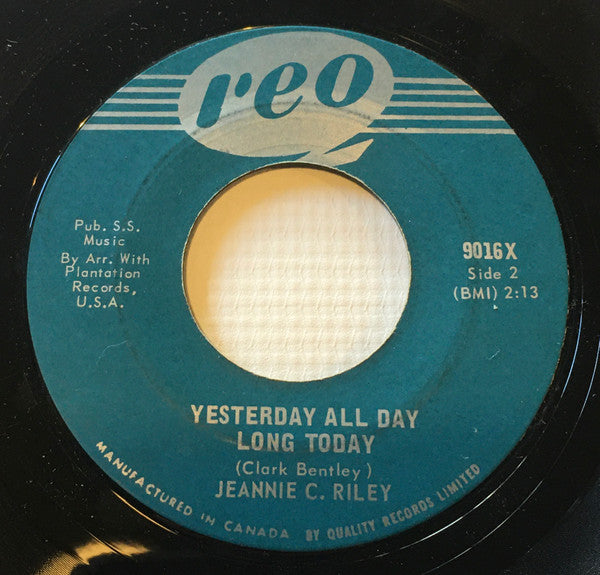 reo
Pub. S.S.
Music
By Arr. With
Plantation
Records,
U.S.A.
9016X
Side 2
(BMI) 2:13
YESTERDAY ALL DAY
LONG TODAY
(Clark Bentley)
JEANNIE C. RILEY
MANUFACTURED IN CANADA BY QUALITY RECORDS LIMITED